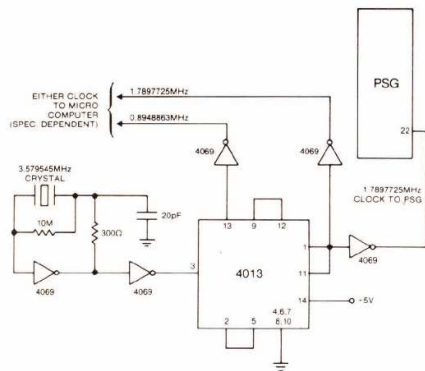 PSG
22
1.7897725MHz
EITHER CLOCK
TO MICRO
COMPUTER
(SPEC. DEPENDENT)
0.8948863MHz
4069
4069
1.7897725MHz
CLOCK TO PSG
3.579545MHz
CRYSTAL
10M
300Ω
20pF
13
9
12
3
4013
1
11
14
4069
+5V
4069
4069
2
5
4,6,7
8,10